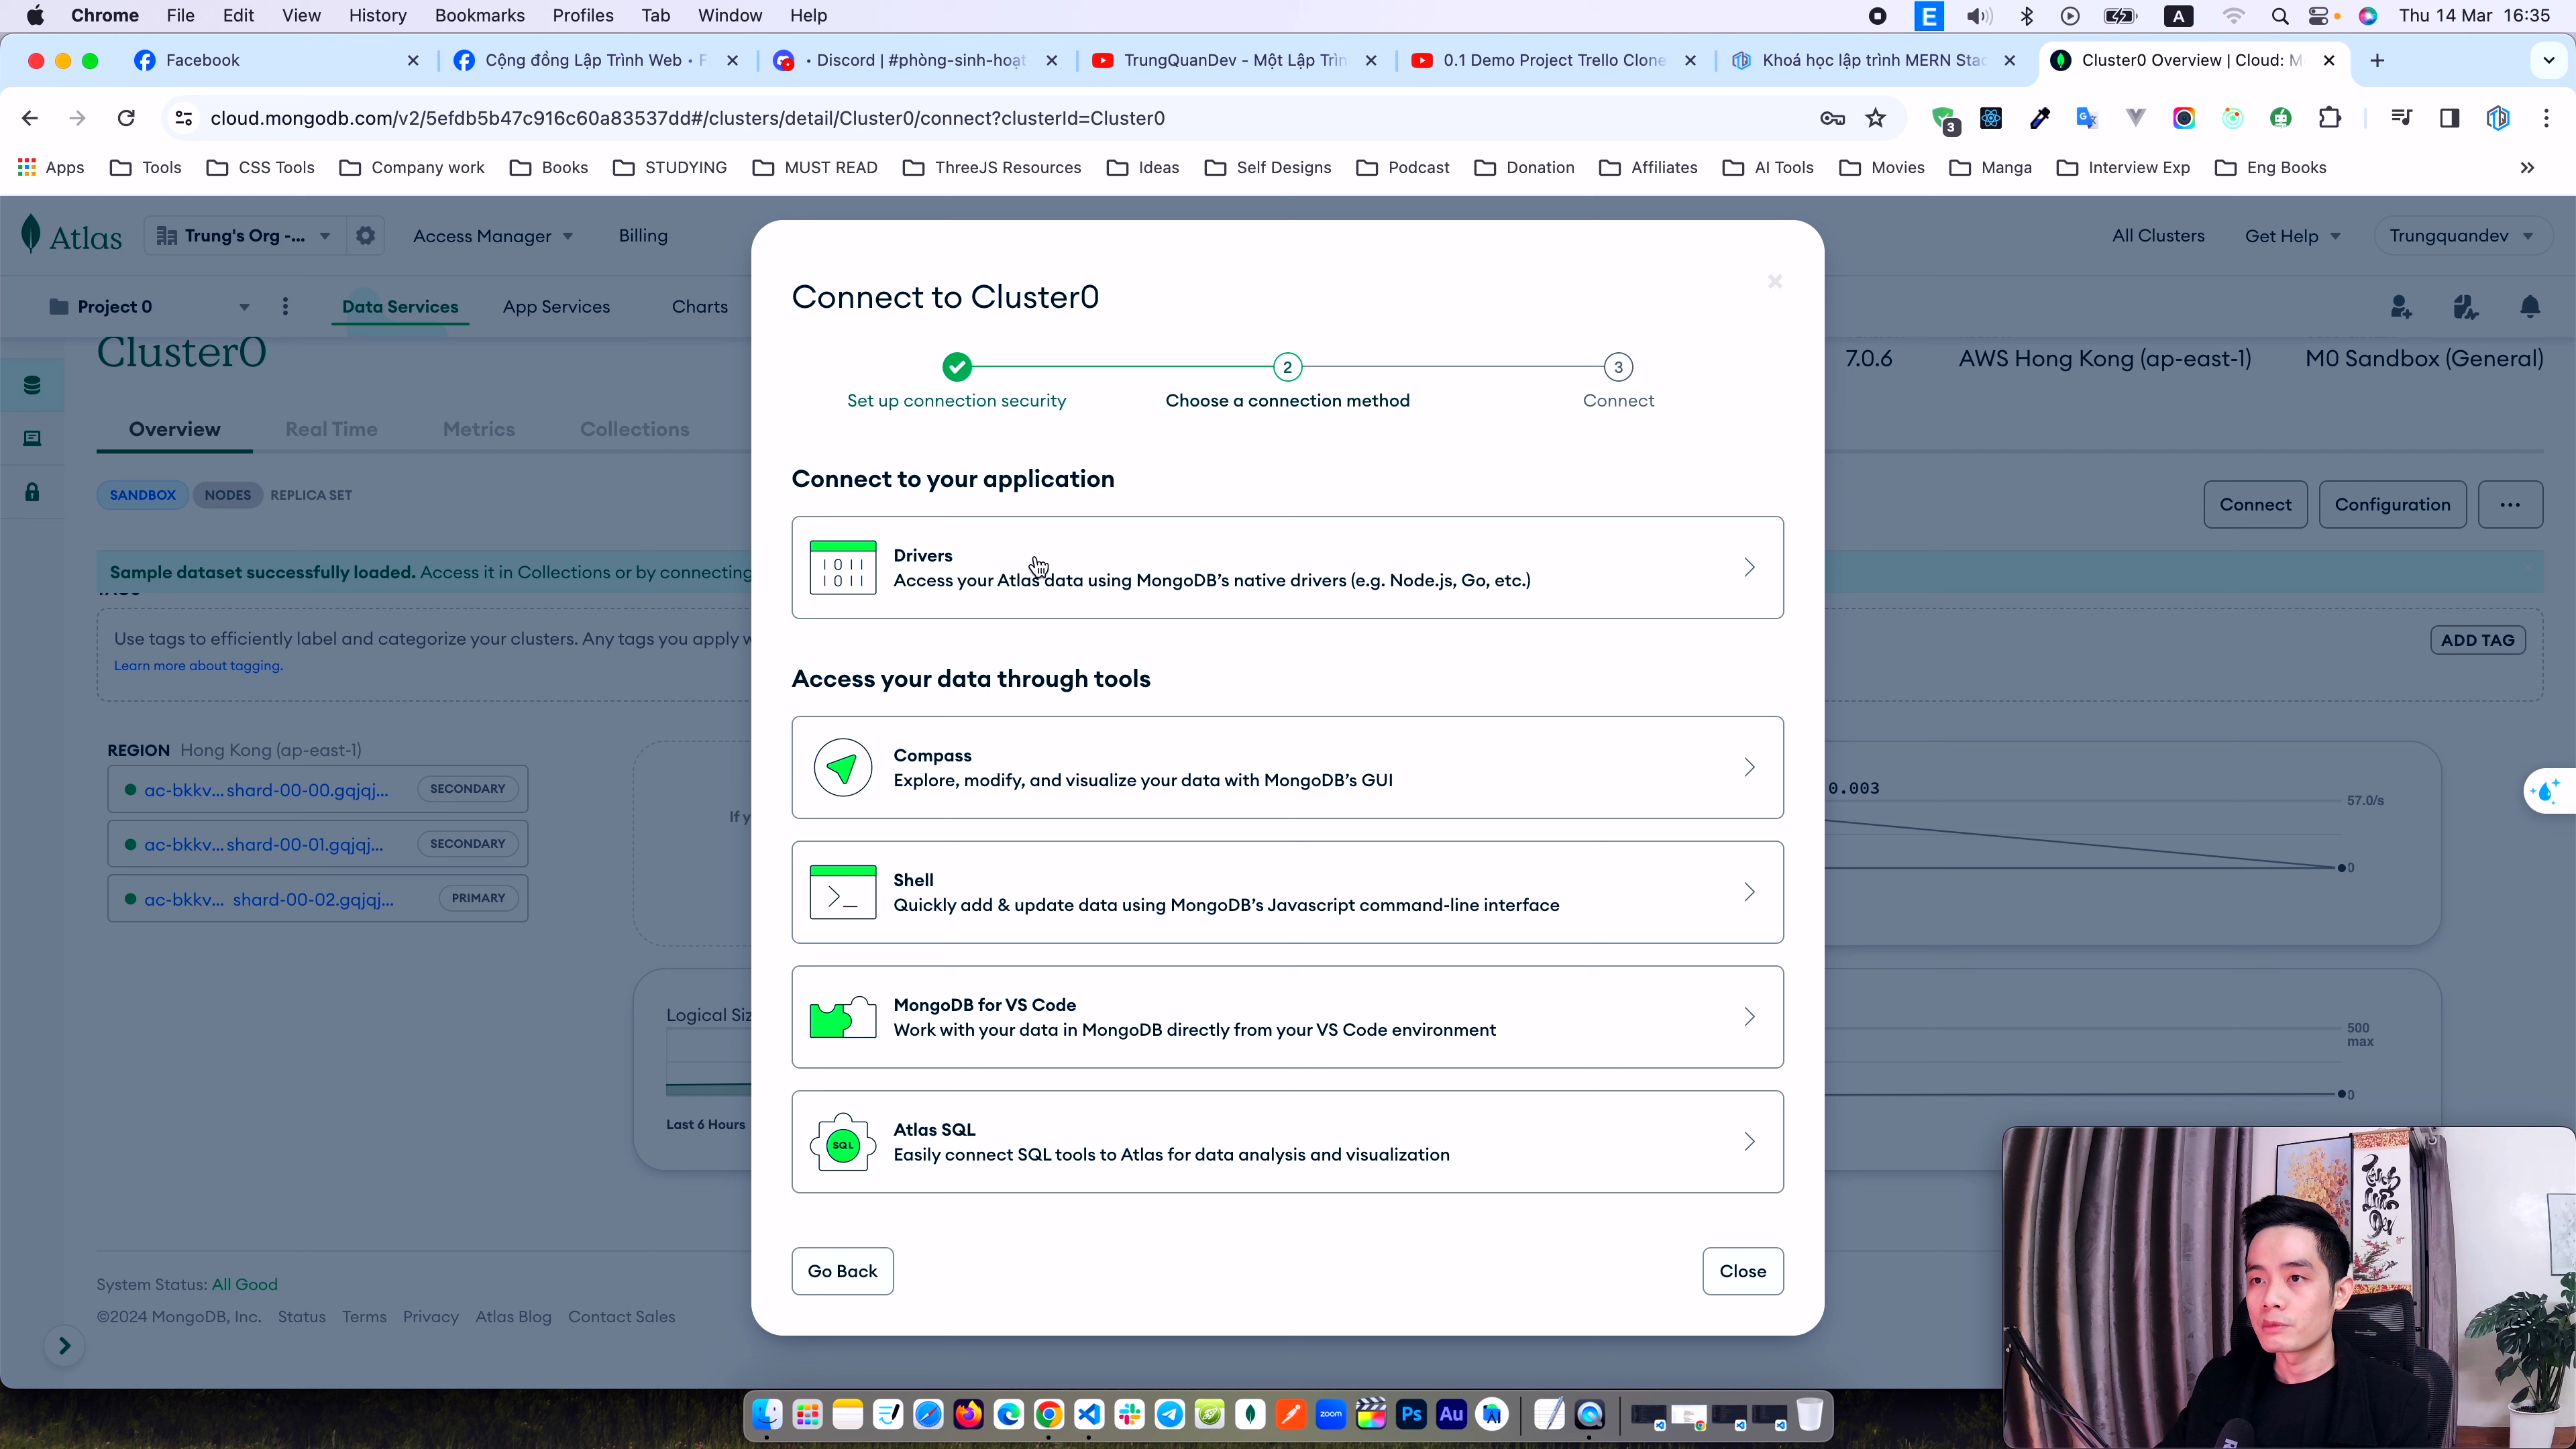 Chrome File Edit View History Bookmarks Profiles Tab Window Help
E
A
Thu 14 Mar 16:35
Facebook
Cộng đồng Lập Trình Web • F
• Discord | #phòng-sinh-hoạt
TrungQuanDev - Một Lập Trìn
0.1 Demo Project Trello Clone
Khoá học lập trình MERN Stac
Cluster0 Overview | Cloud: M
cloud.mongodb.com/v2/5efdb5b47c916c60a83537dd#/clusters/detail/Cluster0/connect?clusterId=Cluster0
3
Apps Tools CSS Tools Company work Books STUDYING MUST READ ThreeJS Resources Ideas Self Designs Podcast Donation Affiliates AI Tools Movies Manga Interview Exp Eng Books
Atlas
Trung's Org -...
Access Manager
Billing
All Clusters
Get Help
Trungquandev
Project 0
Data Services
App Services
Charts
Cluster0
7.0.6
AWS Hong Kong (ap-east-1)
M0 Sandbox (General)
Overview
Real Time
Metrics
Collections
SANDBOX
NODES
REPLICA SET
Connect
Configuration
...
Sample dataset successfully loaded. Access it in Collections or by connecting
Use tags to efficiently label and categorize your clusters. Any tags you apply w
Learn more about tagging.
ADD TAG
REGION Hong Kong (ap-east-1)
ac-bkkv... shard-00-00.gqjqj... SECONDARY
ac-bkkv... shard-00-01.gqjqj... SECONDARY
ac-bkkv... shard-00-02.gqjqj... PRIMARY
If y
0.003
57.0/s
0
Logical Siz
500
max
0
Last 6 Hours
Connect to Cluster0
2
3
Set up connection security
Choose a connection method
Connect
Connect to your application
Drivers
Access your Atlas data using MongoDB's native drivers (e.g. Node.js, Go, etc.)
Access your data through tools
Compass
Explore, modify, and visualize your data with MongoDB's GUI
Shell
Quickly add & update data using MongoDB's Javascript command-line interface
MongoDB for VS Code
Work with your data in MongoDB directly from your VS Code environment
SQL
Atlas SQL
Easily connect SQL tools to Atlas for data analysis and visualization
Go Back
Close
System Status: All Good
©2024 MongoDB, Inc. Status Terms Privacy Atlas Blog Contact Sales
zoom
Ps
Au